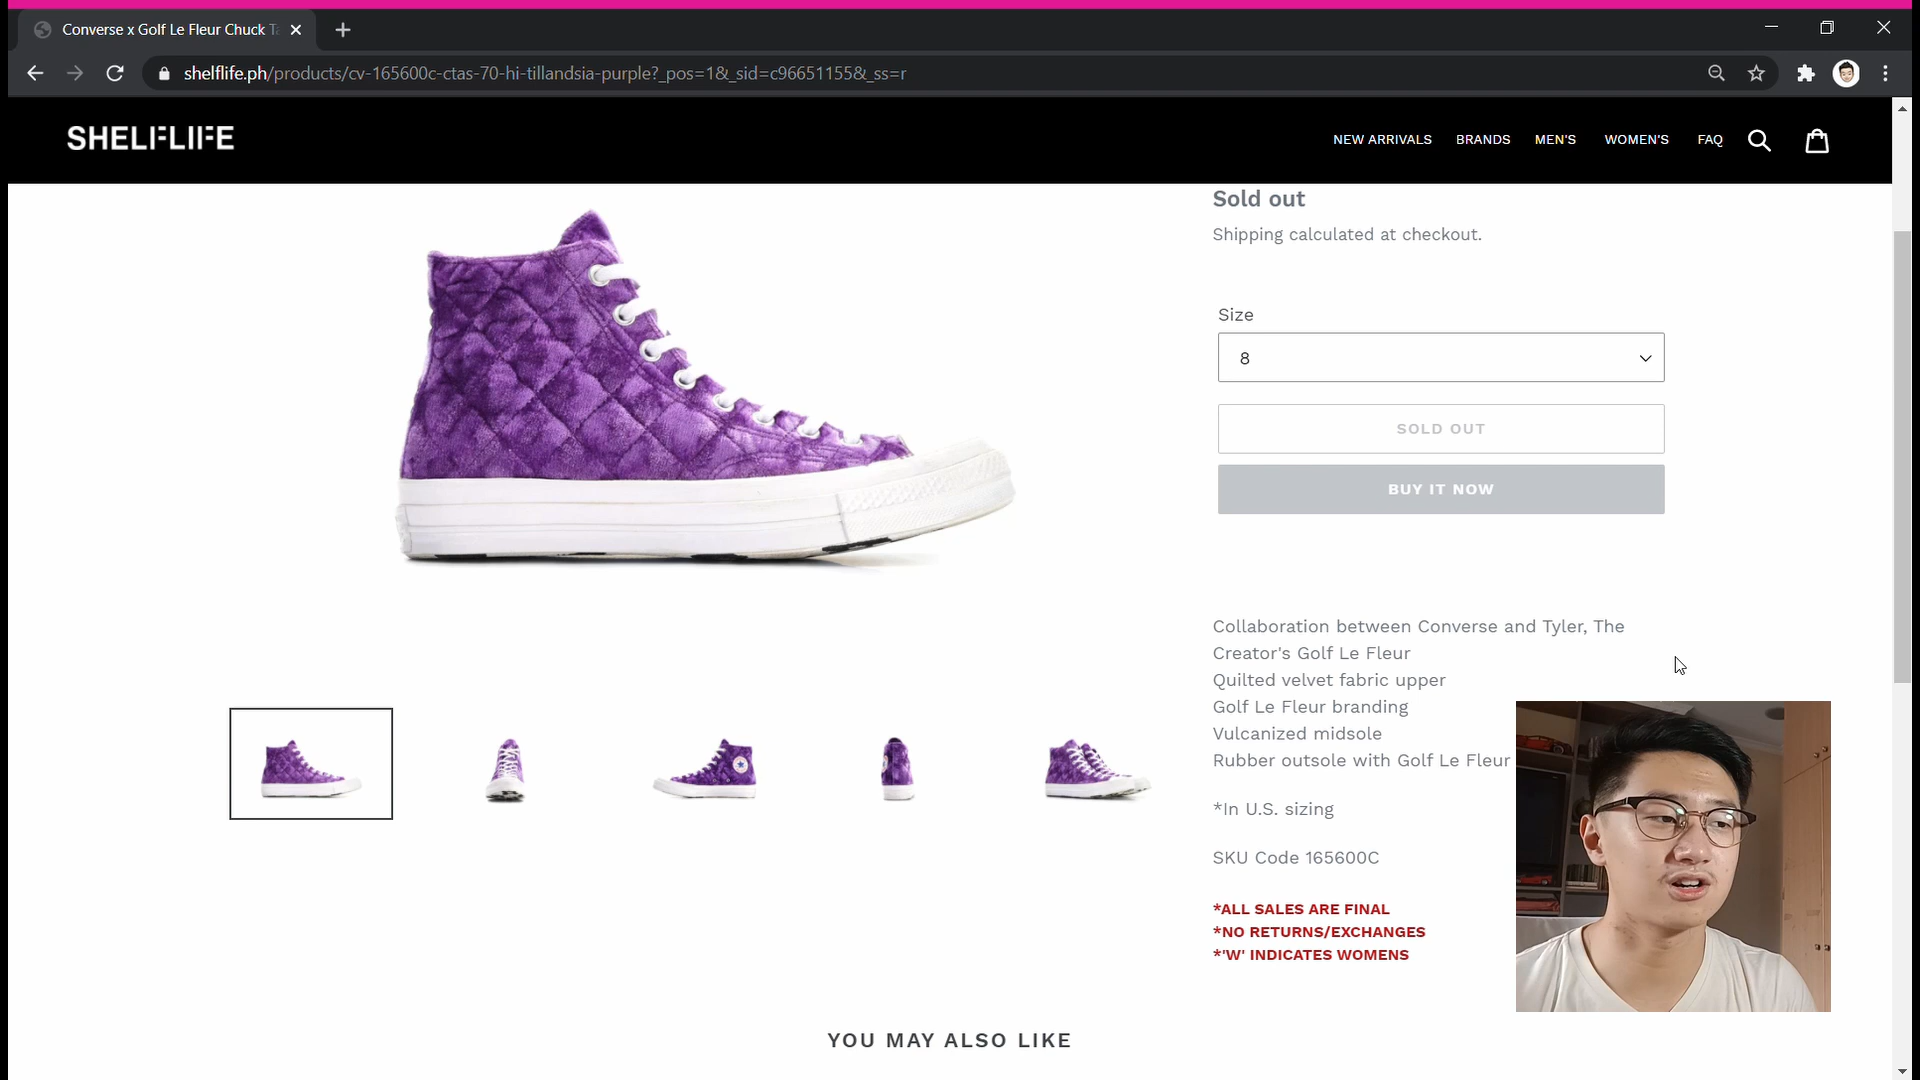 Converse x Golf Le Fleur Chuck Ta
shelflife.ph/products/cv-165600c-ctas-70-hi-tillandsia-purple?_pos=1&_sid=c96651155&_ss=r
SHELFLIFE
NEW ARRIVALS BRANDS MEN'S WOMEN'S FAQ
Sold out
Shipping calculated at checkout.
Size
8
SOLD OUT
BUY IT NOW
Collaboration between Converse and Tyler, The
Creator's Golf Le Fleur
Quilted velvet fabric upper
Golf Le Fleur branding
Vulcanized midsole
Rubber outsole with Golf Le Fleur
*In U.S. sizing
SKU Code 165600C
*ALL SALES ARE FINAL
*NO RETURNS/EXCHANGES
*'W' INDICATES WOMENS
YOU MAY ALSO LIKE